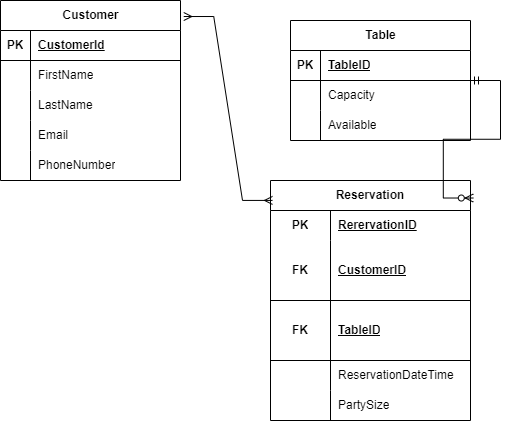 Customer
PK CustomerId
FirstName
LastName
Email
PhoneNumber
Table
PK TableID
Capacity
Available
Reservation
PK RerervationID
FK CustomerID
FK TableID
ReservationDateTime
PartySize